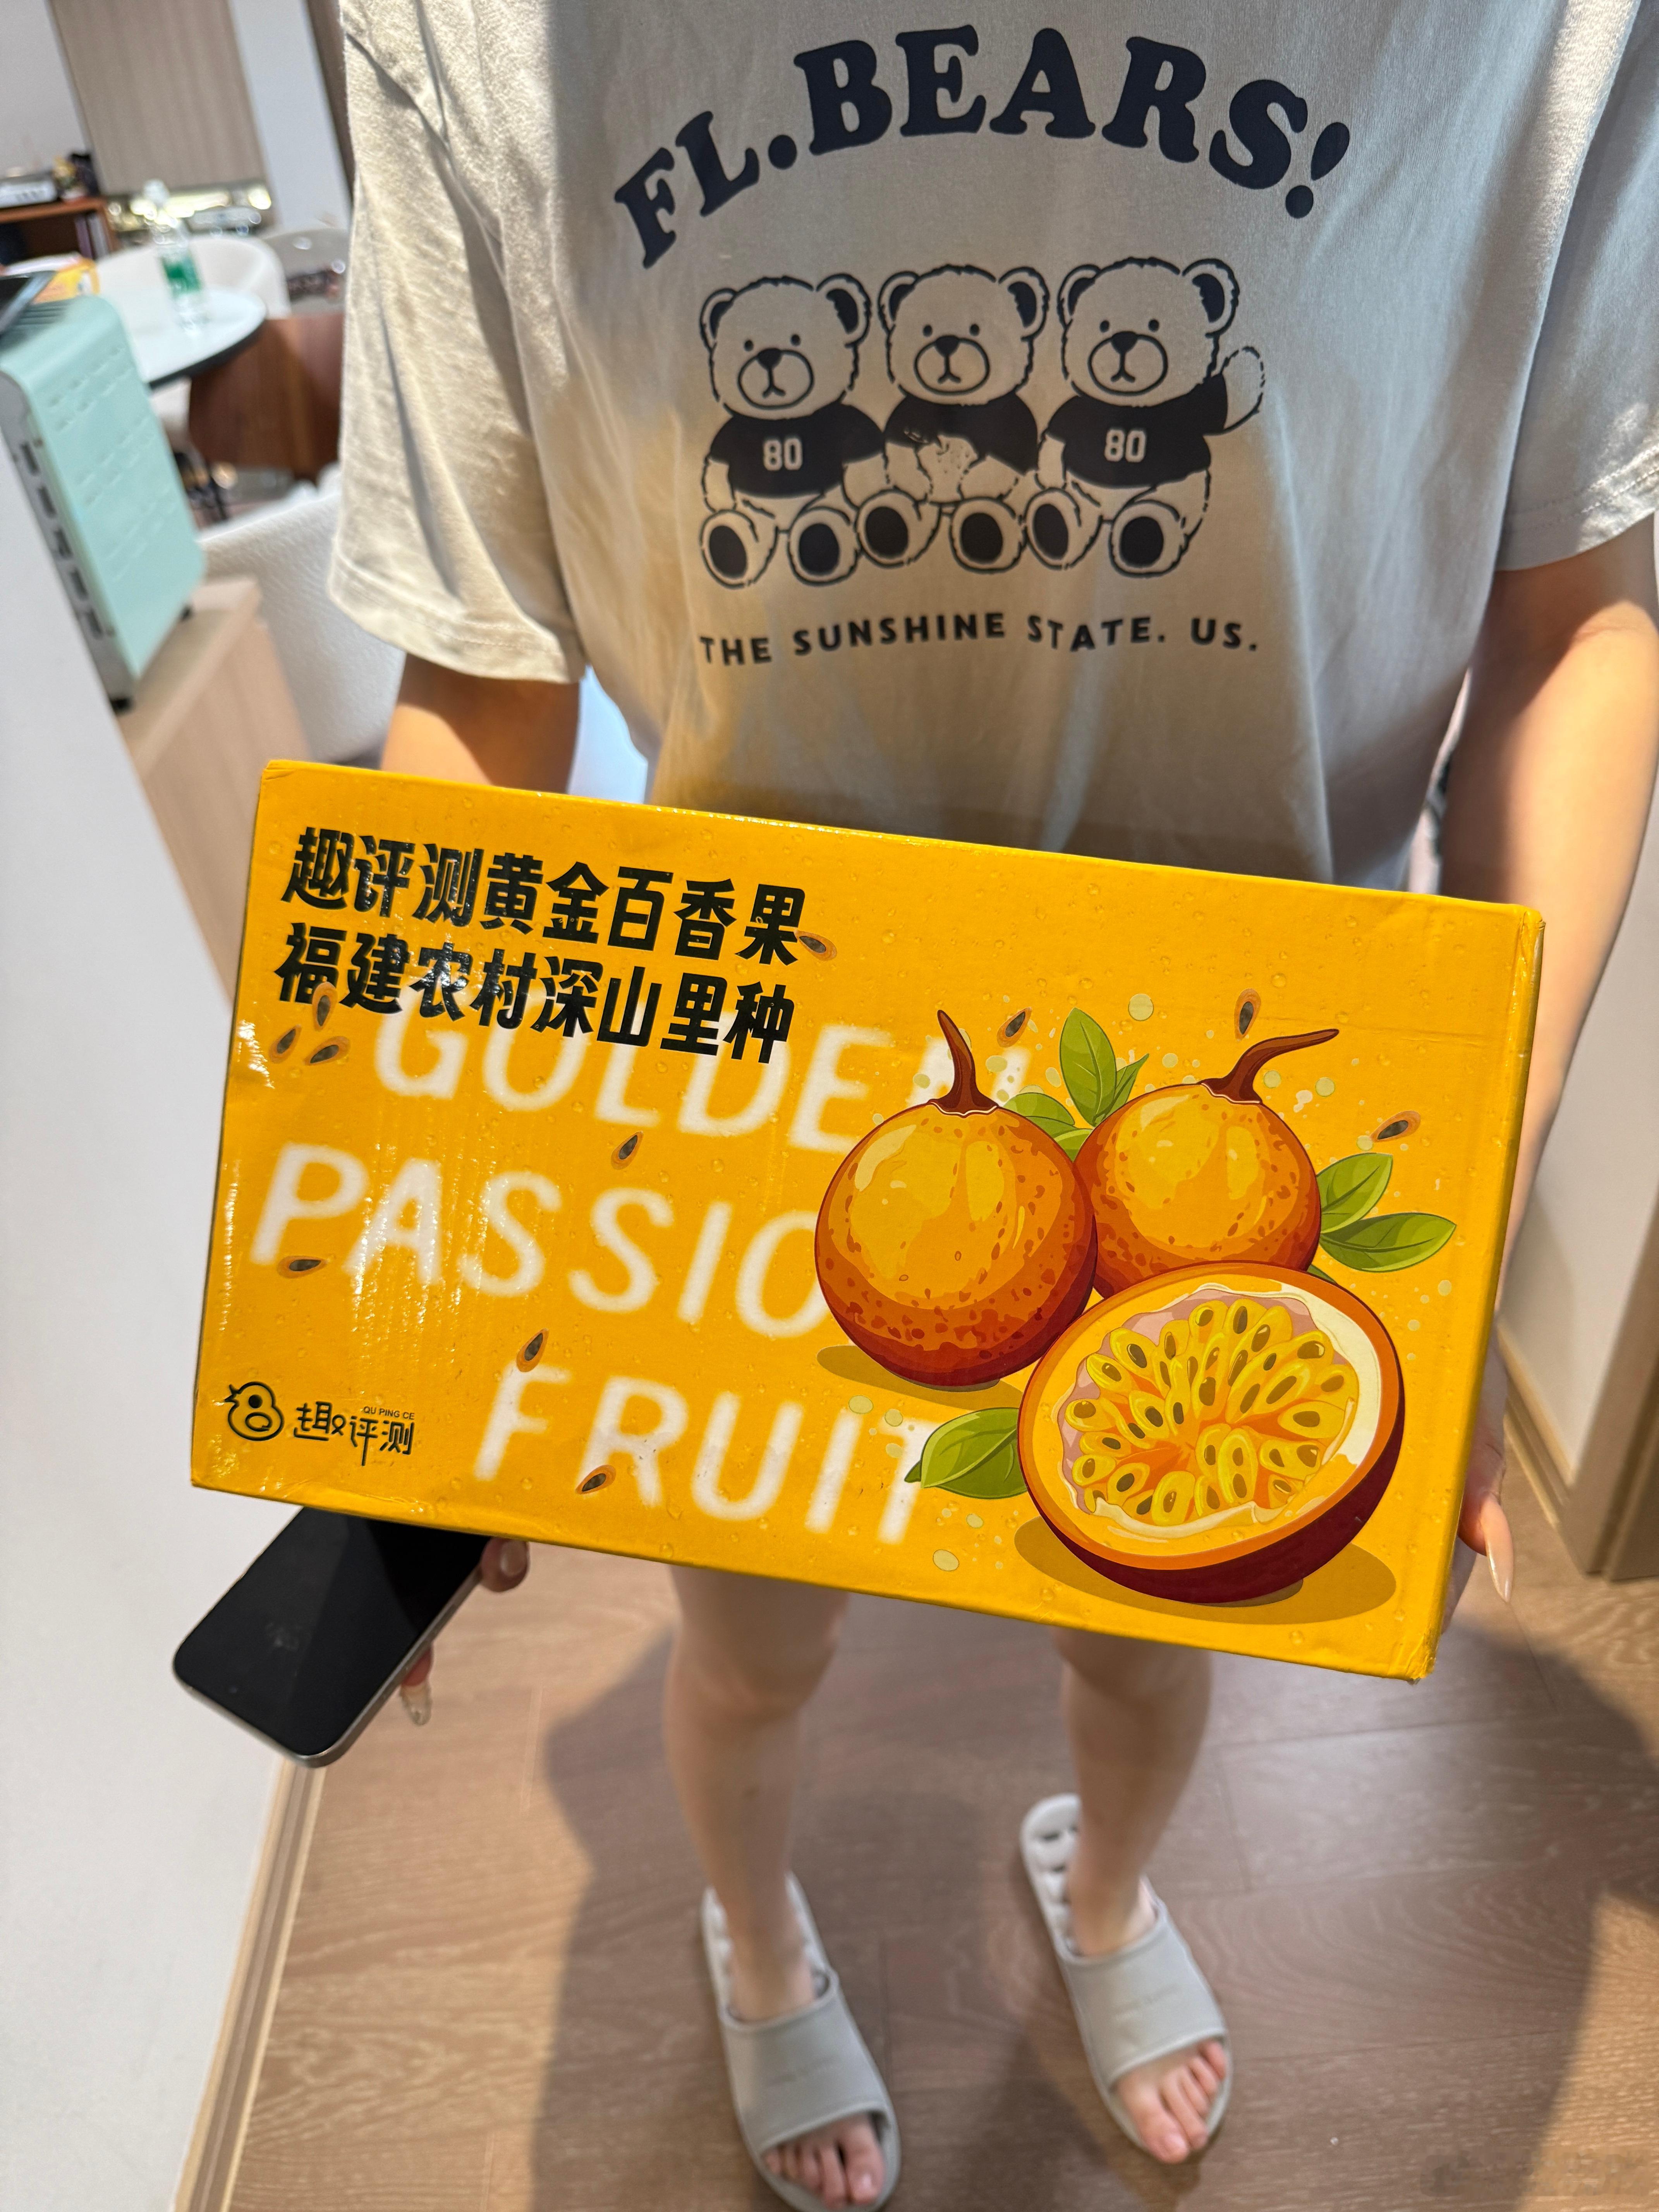 FL.BEARS!
80
80
THE SUNSHINE STATE. US.
趣评测黄金百香果
福建农村深山里种
GOLDEN
PASSION
FRUIT
QU PING CE
趣评测